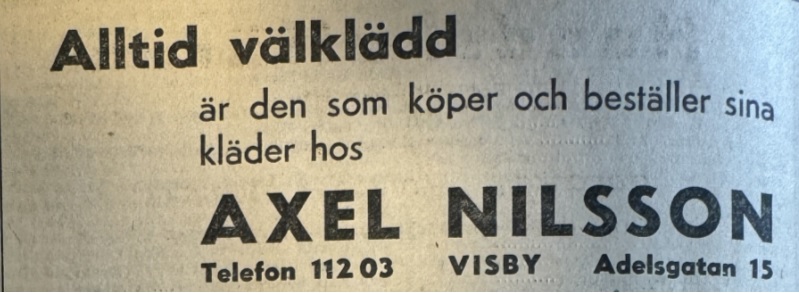 Alltid välklädd
är den som köper och beställer sina
kläder hos
AXEL NILSSON
Telefon 112 03 VISBY Adelsgatan 15